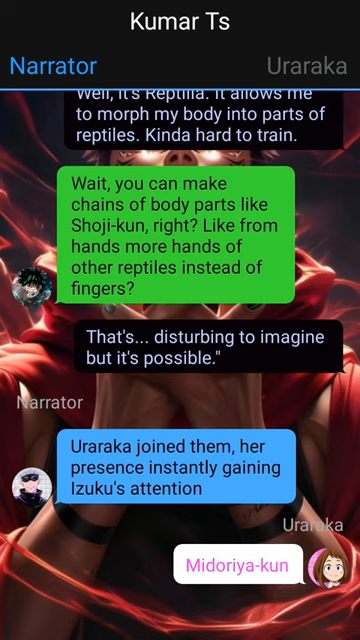 Kumar Ts
Narrator
Uraraka
Well, it's Reptilia. It allows me
to morph my body into parts of
reptiles. Kinda hard to train.
Wait, you can make
chains of body parts like
Shoji-kun, right? Like from
hands more hands of
other reptiles instead of
fingers?
That's... disturbing to imagine
but it's possible."
Narrator
Uraraka joined them, her
presence instantly gaining
Izuku's attention
Uraraka
Midoriya-kun